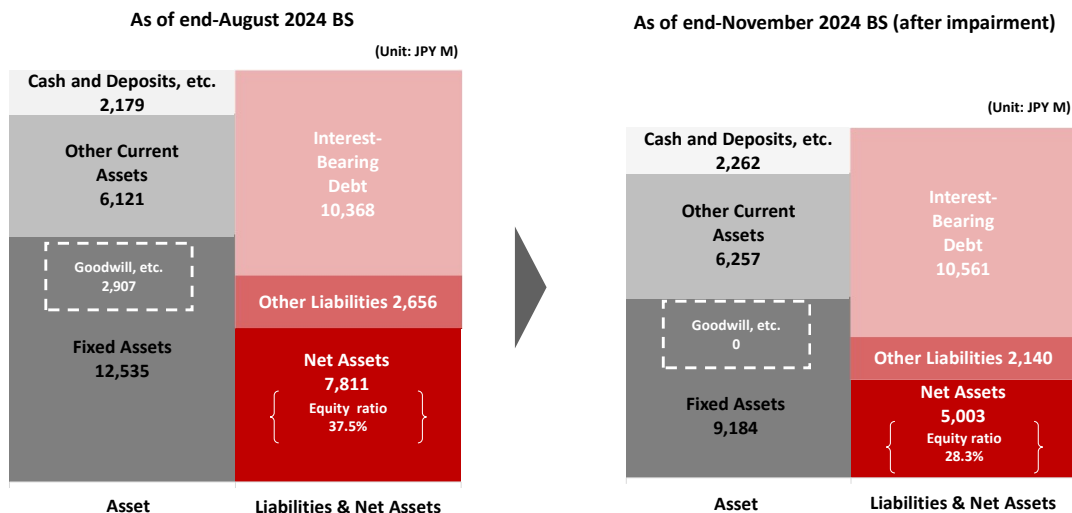 As of end-August 2024 BS
(Unit: JPY M)
Cash and Deposits, etc.
2,179
Other Current
Assets
6,121
Goodwill, etc.
2,907
Fixed Assets
12,535
Interest-
Bearing
Debt
10,368
Other Liabilities 2,656
Net Assets
7,811
Equity ratio
37.5%
Asset
Liabilities & Net Assets
As of end-November 2024 BS (after impairment)
(Unit: JPY M)
Cash and Deposits, etc.
2,262
Other Current
Assets
6,257
Goodwill, etc.
0
Fixed Assets
9,184
Interest-
Bearing
Debt
10,561
Other Liabilities 2,140
Net Assets
5,003
Equity ratio
28.3%
Asset
Liabilities & Net Assets